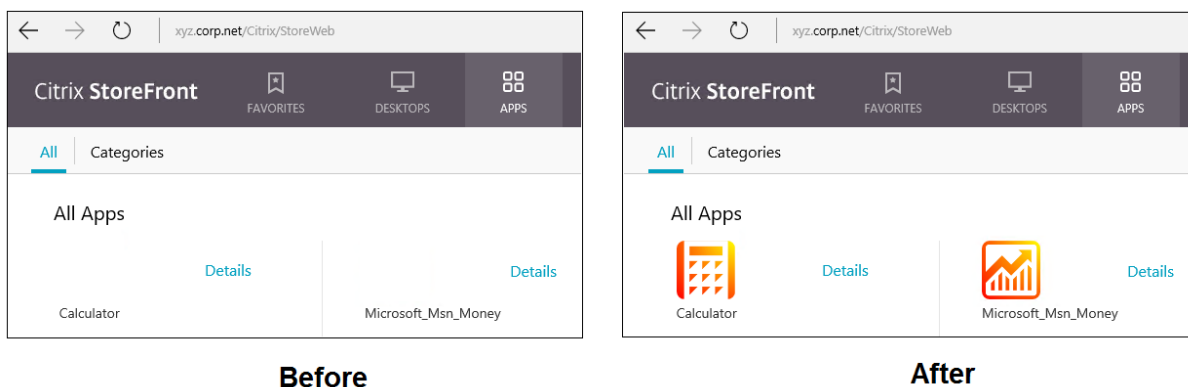 xyz.corp.net/Citrix/StoreWeb
Citrix StoreFront
FAVORITES
DESKTOPS
APPS
All
Categories
All Apps
Details
Details
Calculator
Microsoft_Msn_Money
Before
xyz.corp.net/Citrix/StoreWeb
Citrix StoreFront
FAVORITES
DESKTOPS
APPS
All
Categories
All Apps
Details
Details
Calculator
Microsoft_Msn_Money
After